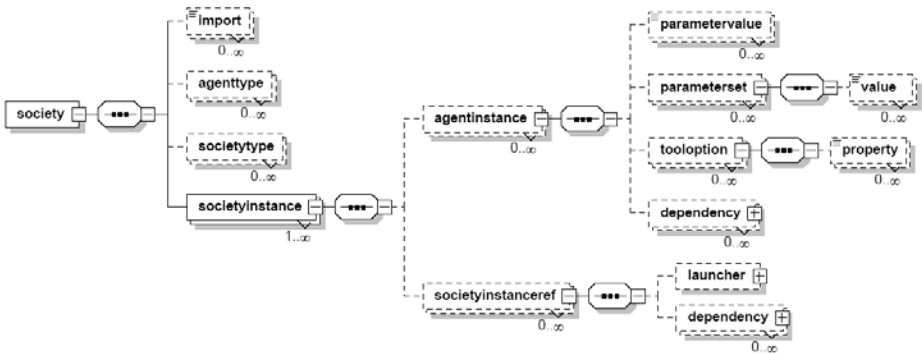 import
0..∞
agenttype
0..∞
society
societytype
0..∞
societyinstance
1..∞
agentinstance
0..∞
parametervalue
0..∞
parameterset
0..∞
value
0..∞
tooloption
0..∞
property
0..∞
dependency
0..∞
societyinstanceref
0..∞
launcher
dependency
0..∞